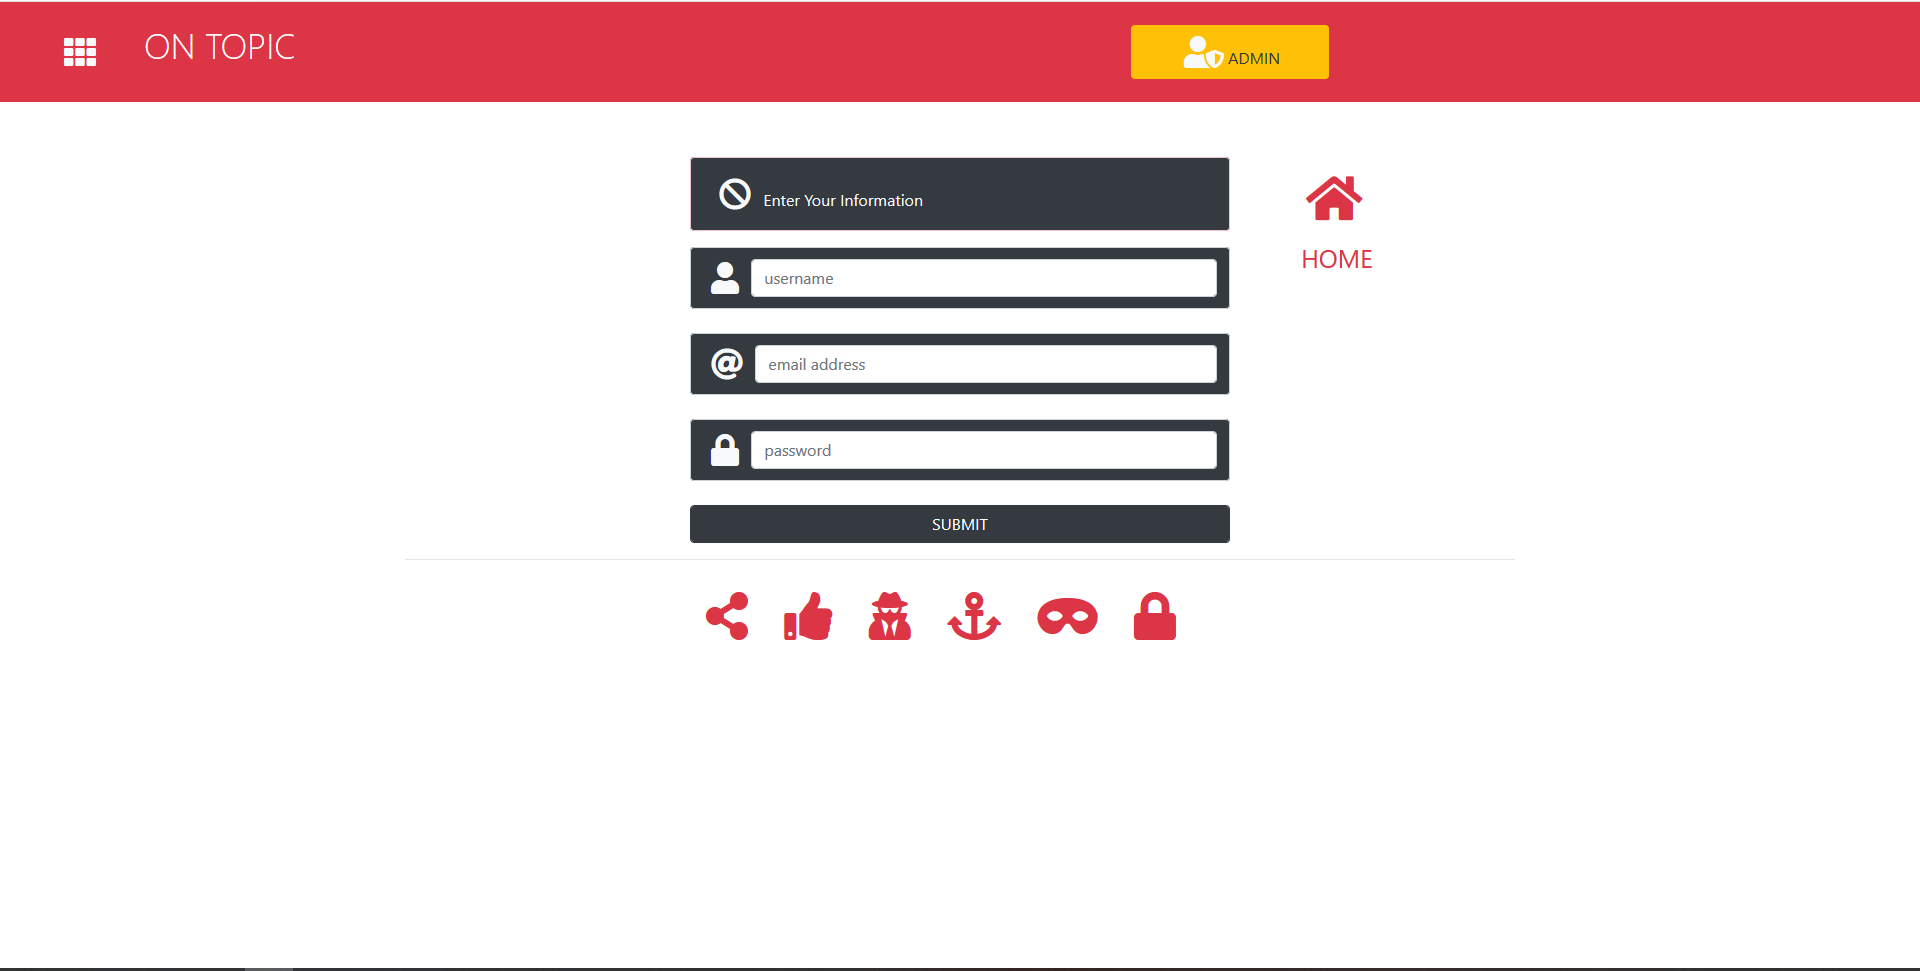 ON TOPIC
ADMIN
Enter Your Information
HOME
username
email address
password
SUBMIT